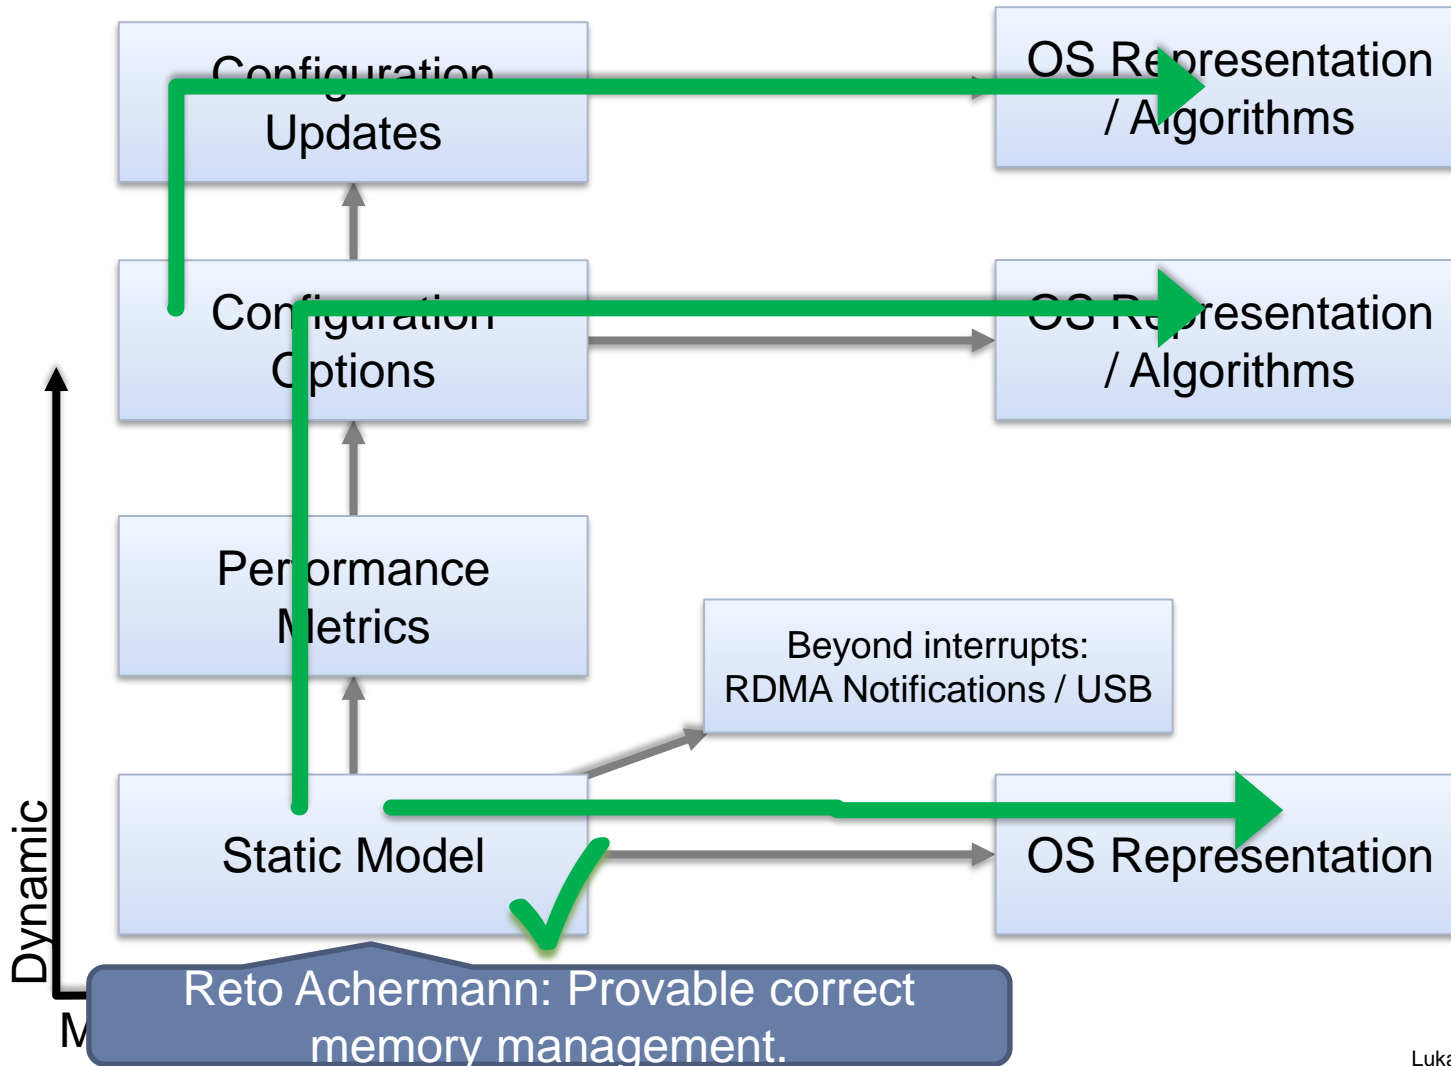 Configuration
Updates
OS Representation
/ Algorithms
Configuration
Options
OS Representation
/ Algorithms
Performance
Metrics
Beyond interrupts:
RDMA Notifications / USB
Static Model
OS Representation
Dynamic
Reto Achermann: Provable correct
memory management.